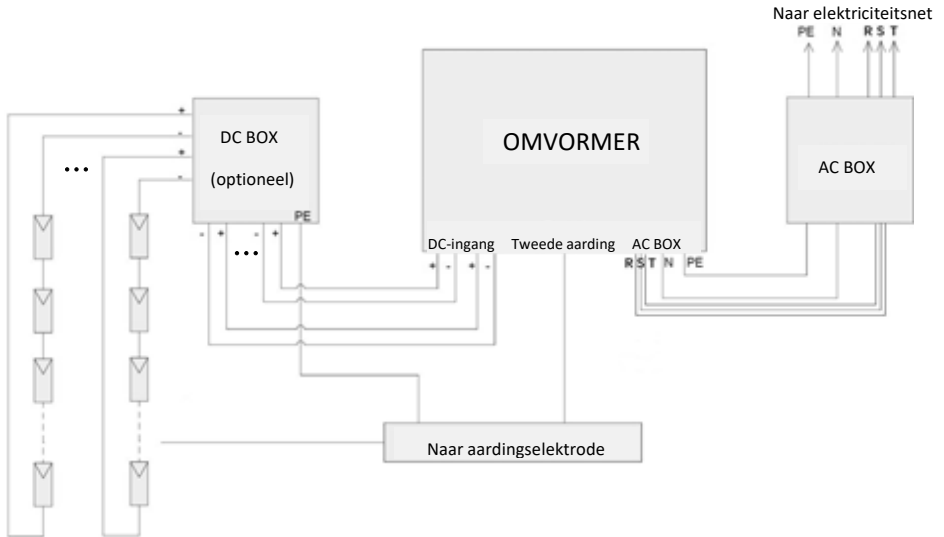 Naar elektriciteitsnet
PE N R S T
+
-
+
-
...
DC BOX
(optioneel)
PE
- + - +
...
OMVORMER
DC-ingang Tweede aarding AC BOX
+ - + -
R S T N PE
AC BOX
Naar aardingselektrode